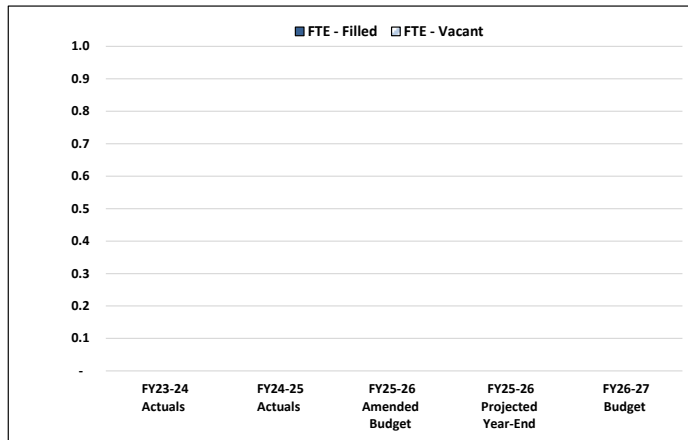 FTE - Filled FTE - Vacant
1.0
0.9
0.8
0.7
0.6
0.5
0.4
0.3
0.2
0.1
-
FY23-24 FY24-25 FY25-26 FY25-26 FY26-27
Actuals Actuals Amended Projected Budget
Budget Year-End